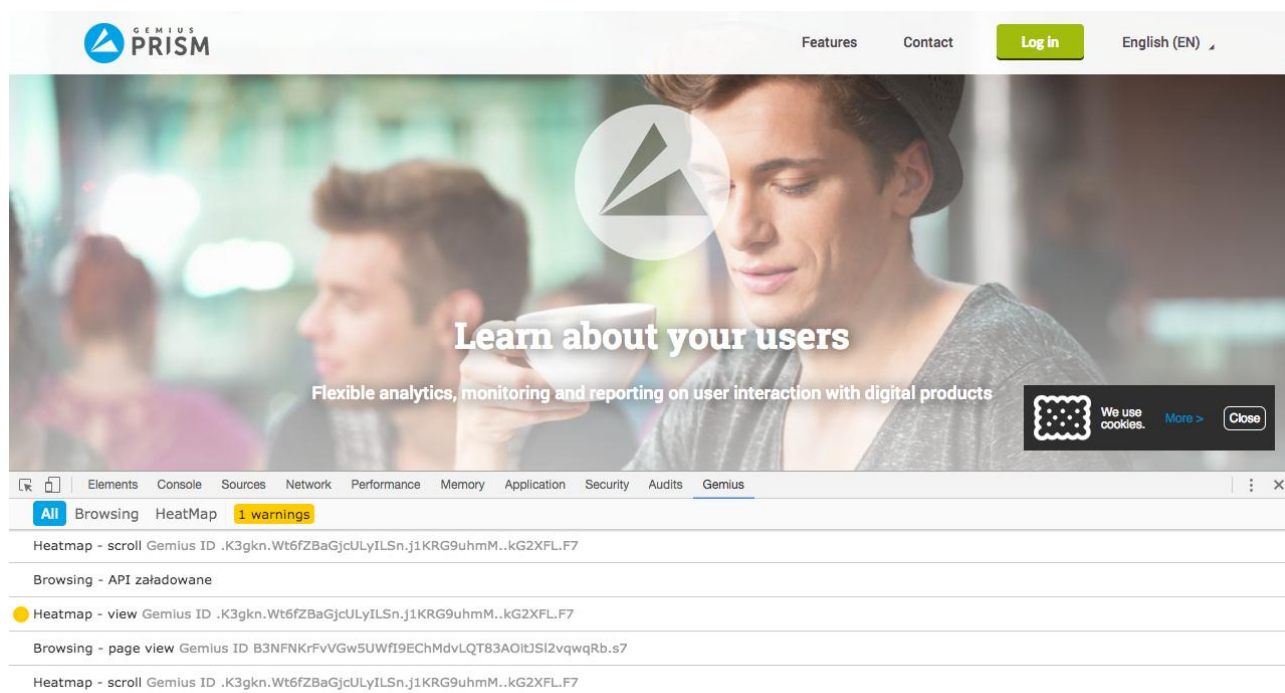 GEMIUS
PRISM
Features Contact Log in English (EN)
Learn about your users
Flexible analytics, monitoring and reporting on user interaction with digital products
We use cookies. More > Close
Elements Console Sources Network Performance Memory Application Security Audits Gemius
All Browsing HeatMap 1 warnings
Heatmap - scroll Gemius ID .K3gkn.Wt6fZBaGjcULyILSn.j1KRG9uhmM..kG2XFL.F7
Browsing - API załadowane
Heatmap - view Gemius ID .K3gkn.Wt6fZBaGjcULyILSn.j1KRG9uhmM..kG2XFL.F7
Browsing - page view Gemius ID B3NFNKrFvVGw5UWfI9EChMdvLQT83AOitJSl2vqwqRb.s7
Heatmap - scroll Gemius ID .K3gkn.Wt6fZBaGjcULyILSn.j1KRG9uhmM..kG2XFL.F7